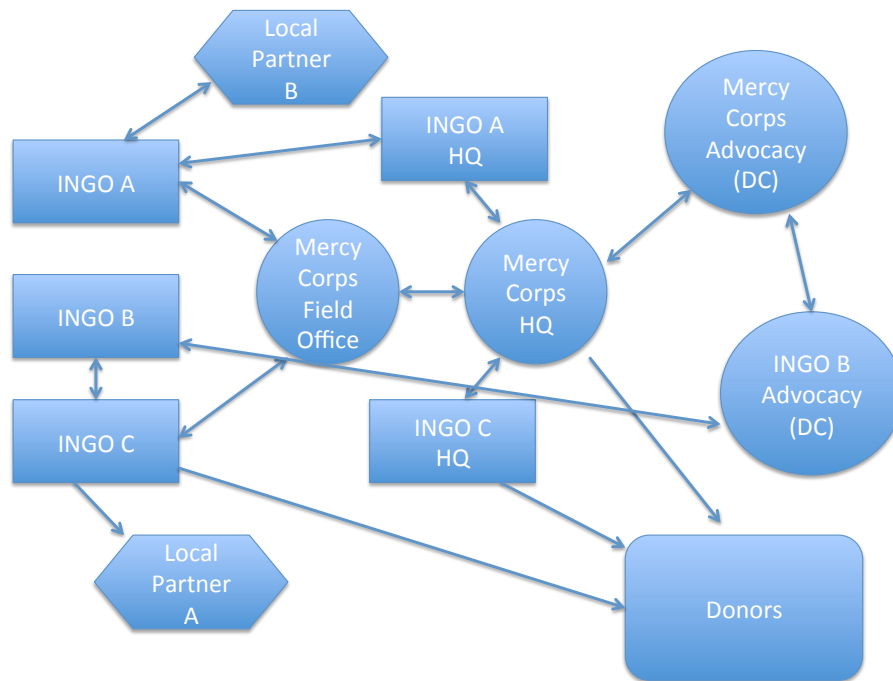 Local
Partner
B
INGO A
HQ
Mercy
Corps
Advocacy
(DC)
INGO A
Mercy
Corps
Field
Office
Mercy
Corps
HQ
INGO B
INGO B
Advocacy
(DC)
INGO C
INGO C
HQ
Local
Partner
A
Donors